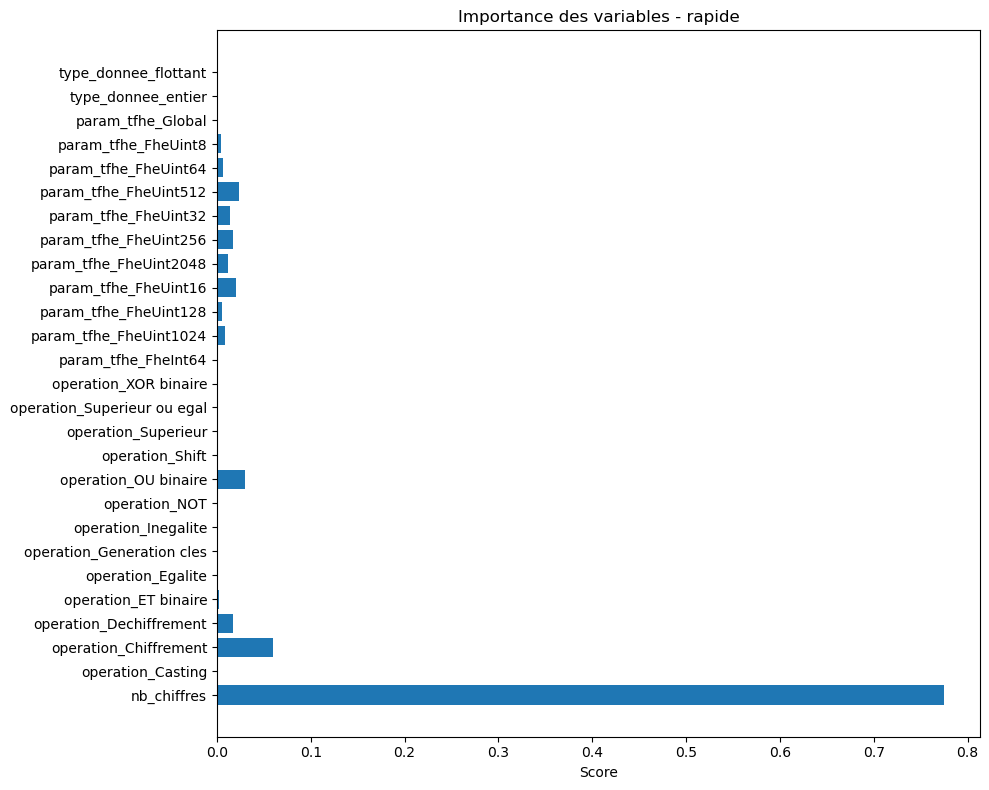 Importance des variables - rapide
type_donnee_flottant
type_donnee_entier
param_tfhe_Global
param_tfhe_FheUint8
param_tfhe_FheUint64
param_tfhe_FheUint512
param_tfhe_FheUint32
param_tfhe_FheUint256
param_tfhe_FheUint2048
param_tfhe_FheUint16
param_tfhe_FheUint128
param_tfhe_FheUint1024
param_tfhe_FheInt64
operation_XOR binaire
operation_Superieur ou egal
operation_Superieur
operation_Shift
operation_OU binaire
operation_NOT
operation_Inegalite
operation_Generation cles
operation_Egalite
operation_ET binaire
operation_Dechiffrement
operation_Chiffrement
operation_Casting
nb_chiffres
0.0 0.1 0.2 0.3 0.4 0.5 0.6 0.7 0.8
Score